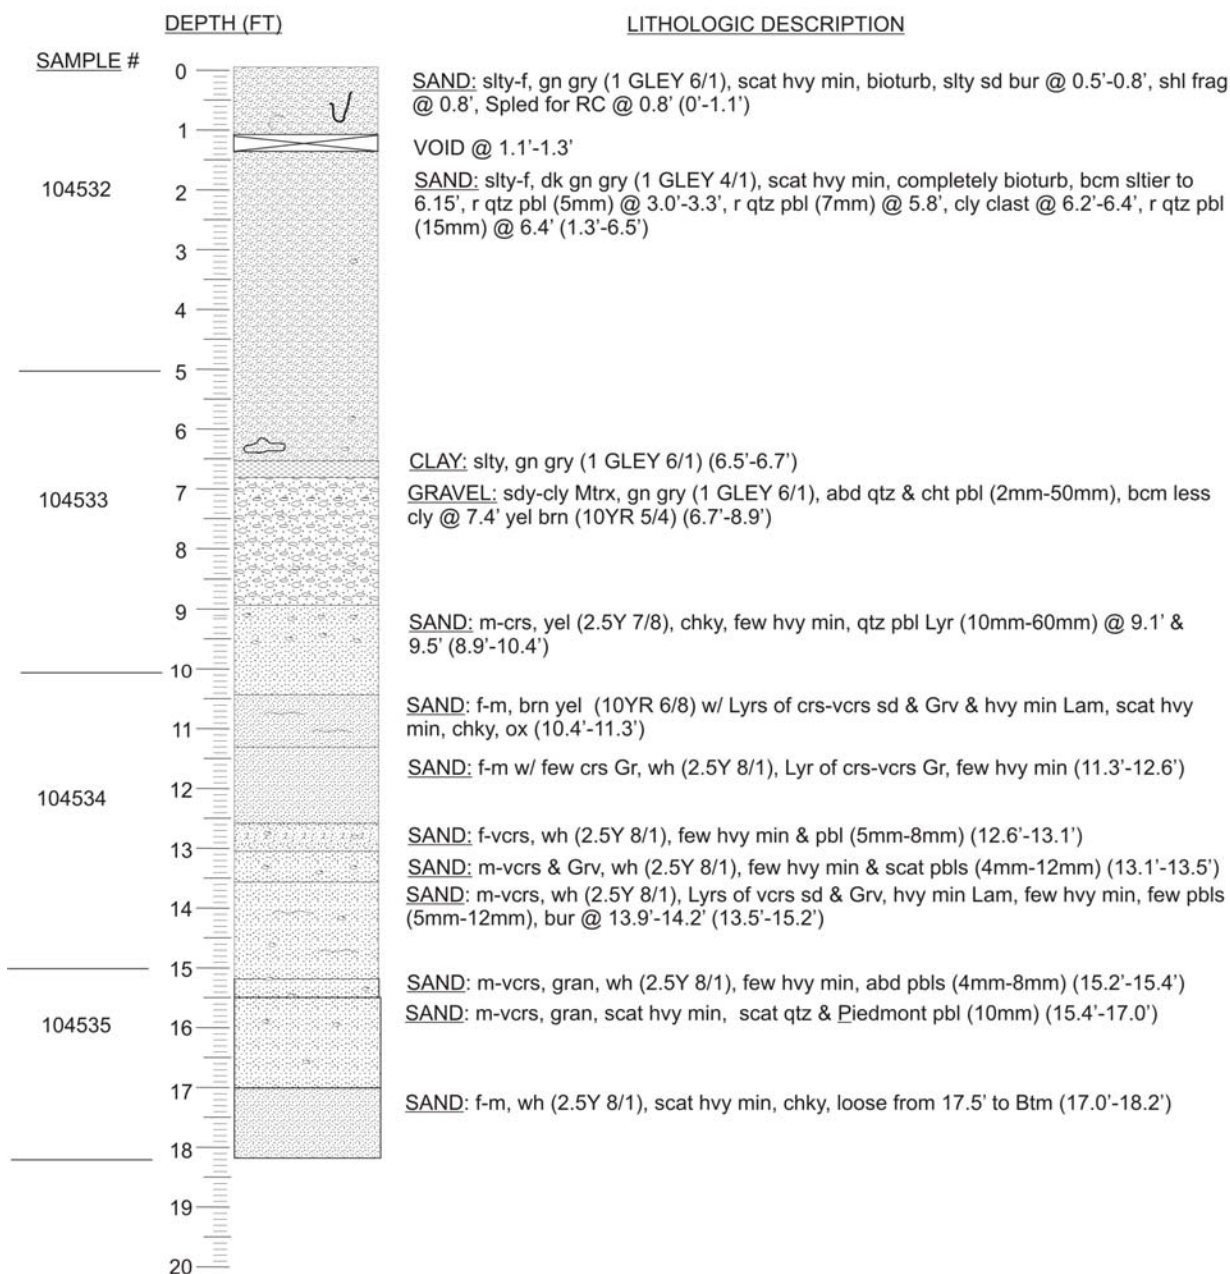 DEPTH (FT)
LITHOLOGIC DESCRIPTION
SAMPLE #
0
SAND: slty-f, gn gry (1 GLEY 6/1), scat hvy min, bioturb, slty sd bur @ 0.5'-0.8', shl frag
@ 0.8', Spled for RC @ 0.8' (0'-1.1')
1
VOID @ 1.1'-1.3'
104532
2
SAND: slty-f, dk gn gry (1 GLEY 4/1), scat hvy min, completely bioturb, bcm sltier to
6.15', r qtz pbl (5mm) @ 3.0'-3.3', r qtz pbl (7mm) @ 5.8', cly clast @ 6.2'-6.4', r qtz pbl
(15mm) @ 6.4' (1.3'-6.5')
3
4
5
6
CLAY: slty, gn gry (1 GLEY 6/1) (6.5'-6.7')
104533
7
GRAVEL: sdy-cly Mtrx, gn gry (1 GLEY 6/1), abd qtz & cht pbl (2mm-50mm), bcm less
cly @ 7.4' yel brn (10YR 5/4) (6.7'-8.9')
8
9
SAND: m-crs, yel (2.5Y 7/8), chky, few hvy min, qtz pbl Lyr (10mm-60mm) @ 9.1' &
9.5' (8.9'-10.4')
10
11
SAND: f-m, brn yel (10YR 6/8) w/ Lyrs of crs-vcrs sd & Grv & hvy min Lam, scat hvy
min, chky, ox (10.4'-11.3')
SAND: f-m w/ few crs Gr, wh (2.5Y 8/1), Lyr of crs-vcrs Gr, few hvy min (11.3'-12.6')
104534
12
SAND: f-vcrs, wh (2.5Y 8/1), few hvy min & pbl (5mm-8mm) (12.6'-13.1')
13
SAND: m-vcrs & Grv, wh (2.5Y 8/1), few hvy min & scat pbls (4mm-12mm) (13.1'-13.5')
SAND: m-vcrs, wh (2.5Y 8/1), Lyrs of vcrs sd & Grv, hvy min Lam, few hvy min, few pbls
(5mm-12mm), bur @ 13.9'-14.2' (13.5'-15.2')
14
15
SAND: m-vcrs, gran, wh (2.5Y 8/1), few hvy min, abd pbls (4mm-8mm) (15.2'-15.4')
104535
16
SAND: m-vcrs, gran, scat hvy min, scat qtz & Piedmont pbl (10mm) (15.4'-17.0')
17
SAND: f-m, wh (2.5Y 8/1), scat hvy min, chky, loose from 17.5' to Btm (17.0'-18.2')
18
19
20